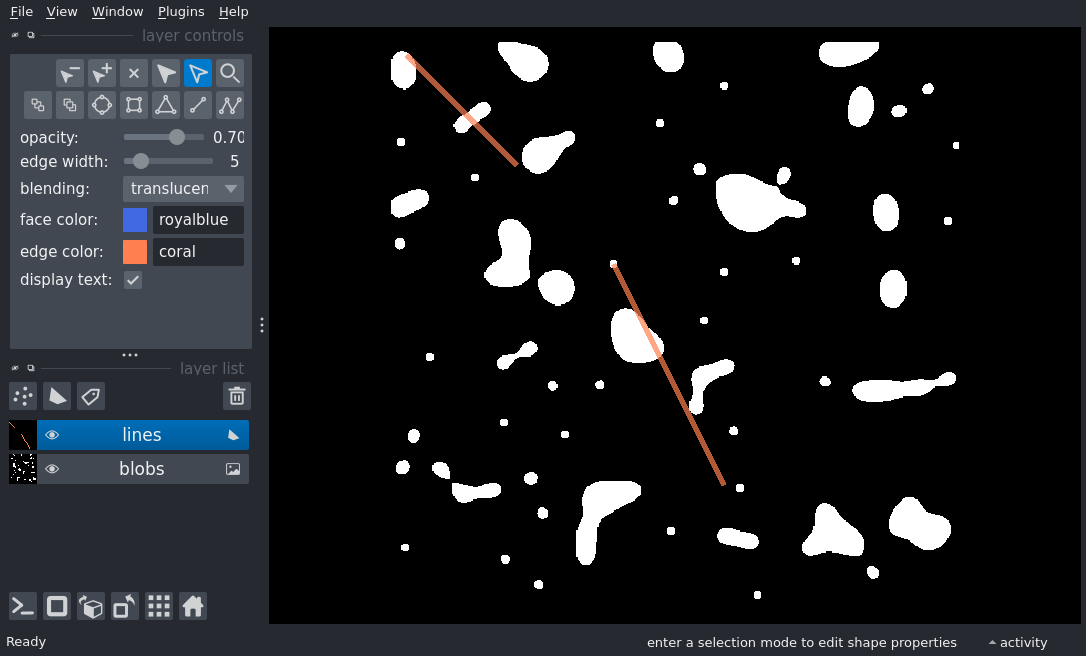 File View Window Plugins Help
layer controls
opacity: 0.70
edge width: 5
blending: translucen
face color: royalblue
edge color: coral
display text:
layer list
lines
blobs
Ready enter a selection mode to edit shape properties activity